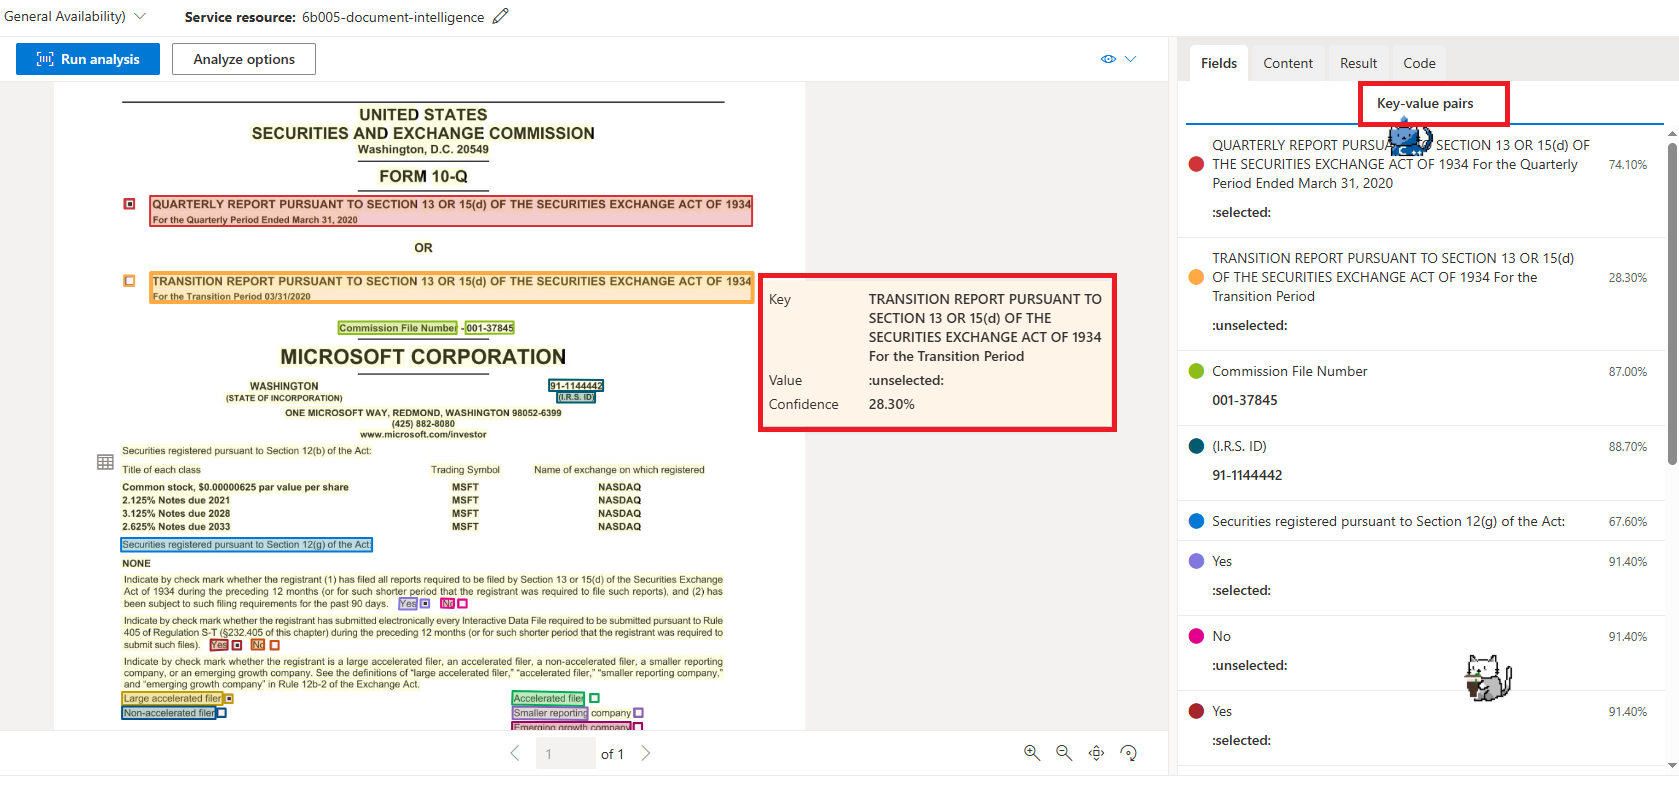 General Availability)
Service resource: 6b005-document-intelligence
Run analysis
Analyze options
UNITED STATES
SECURITIES AND EXCHANGE COMMISSION
Washington, D.C. 20549
FORM 10-Q
QUARTERLY REPORT PURSUANT TO SECTION 13 OR 15(d) OF THE SECURITIES EXCHANGE ACT OF 1934
For the Quarterly Period Ended March 31, 2020
OR
TRANSITION REPORT PURSUANT TO SECTION 13 OR 15(d) OF THE SECURITIES EXCHANGE ACT OF 1934
For the Transition Period 03/31/2020
Commission File Number - 001-37845
MICROSOFT CORPORATION
WASHINGTON
(STATE OF INCORPORATION)
91-1144442
(I.R.S. ID)
ONE MICROSOFT WAY, REDMOND, WASHINGTON 98052-6399
(425) 882-8080
www.microsoft.com/investor
Securities registered pursuant to Section 12(b) of the Act:
Title of each class Trading Symbol Name of exchange on which registered
Common stock, $0.00000625 par value per share MSFT NASDAQ
2.125% Notes due 2021 MSFT NASDAQ
3.125% Notes due 2028 MSFT NASDAQ
2.625% Notes due 2033 MSFT NASDAQ
Securities registered pursuant to Section 12(g) of the Act:
NONE
Indicate by check mark whether the registrant (1) has filed all reports required to be filed by Section 13 or 15(d) of the Securities Exchange
Act of 1934 during the preceding 12 months (or for such shorter period that the registrant was required to file such reports), and (2) has
been subject to such filing requirements for the past 90 days. Yes No
Indicate by check mark whether the registrant has submitted electronically every Interactive Data File required to be submitted pursuant to Rule
405 of Regulation S-T (§232.405 of this chapter) during the preceding 12 months (or for such shorter period that the registrant was required to
submit such files). Yes No
Indicate by check mark whether the registrant is a large accelerated filer, an accelerated filer, a non-accelerated filer, a smaller reporting
company, or an emerging growth company. See the definitions of "large accelerated filer," "accelerated filer," "smaller reporting company,"
and "emerging growth company" in Rule 12b-2 of the Exchange Act.
Large accelerated filer Accelerated filer
Non-accelerated filer Smaller reporting company
Emerging growth company
Key TRANSITION REPORT PURSUANT TO
SECTION 13 OR 15(d) OF THE
SECURITIES EXCHANGE ACT OF 1934
For the Transition Period
Value :unselected:
Confidence 28.30%
1 of 1
Fields Content Result Code
Key-value pairs
QUARTERLY REPORT PURSUA SECTION 13 OR 15(d) OF
THE SECURITIES EXCHANGE ACT OF 1934 For the Quarterly
Period Ended March 31, 2020
74.10%
:selected:
TRANSITION REPORT PURSUANT TO SECTION 13 OR 15(d)
OF THE SECURITIES EXCHANGE ACT OF 1934 For the
Transition Period
28.30%
:unselected:
Commission File Number 87.00%
001-37845
(I.R.S. ID) 88.70%
91-1144442
Securities registered pursuant to Section 12(g) of the Act: 67.60%
Yes 91.40%
:selected:
No 91.40%
:unselected:
Yes 91.40%
:selected: